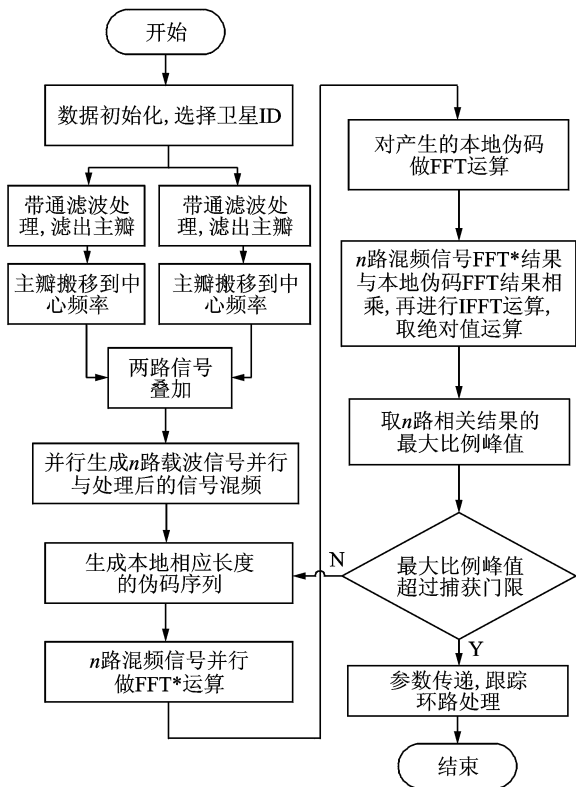 开始
数据初始化, 选择卫星ID
带通滤波处
理, 滤出主瓣
带通滤波处
理, 滤出主瓣
主瓣搬移到中
心频率
主瓣搬移到中
心频率
两路信号
叠加
并行生成n路载波信号并行
与处理后的信号混频
生成本地相应长度
的伪码序列
n路混频信号并行
做FFT*运算
对产生的本地伪码
做FFT运算
n路混频信号FFT*结果
与本地伪码FFT结果相
乘, 再进行IFFT运算,
取绝对值运算
取n路相关结果的
最大比例峰值
最大比例峰值
超过捕获门限
N
Y
参数传递, 跟踪
环路处理
结束